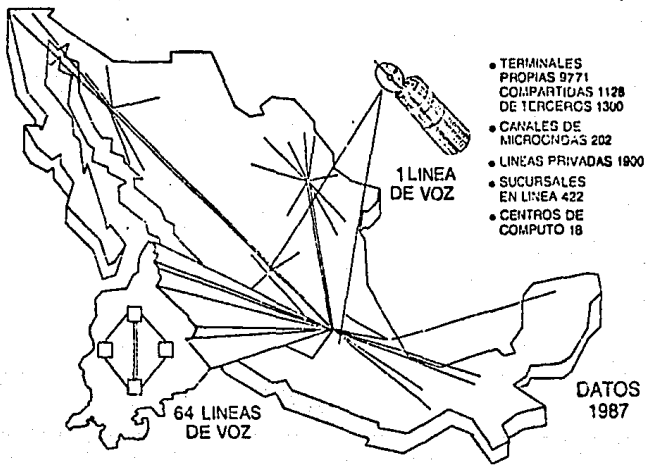 • TERMINALES
PROPIAS 9771
COMPARTIDAS 1128
DE TERCEROS 1300
• CANALES DE
MICROONDAS 202
• LINEAS PRIVADAS 1900
• SUCURSALES
EN LINEA 422
• CENTROS DE
COMPUTO 18
1 LINEA
DE VOZ
64 LINEAS
DE VOZ
DATOS
1987